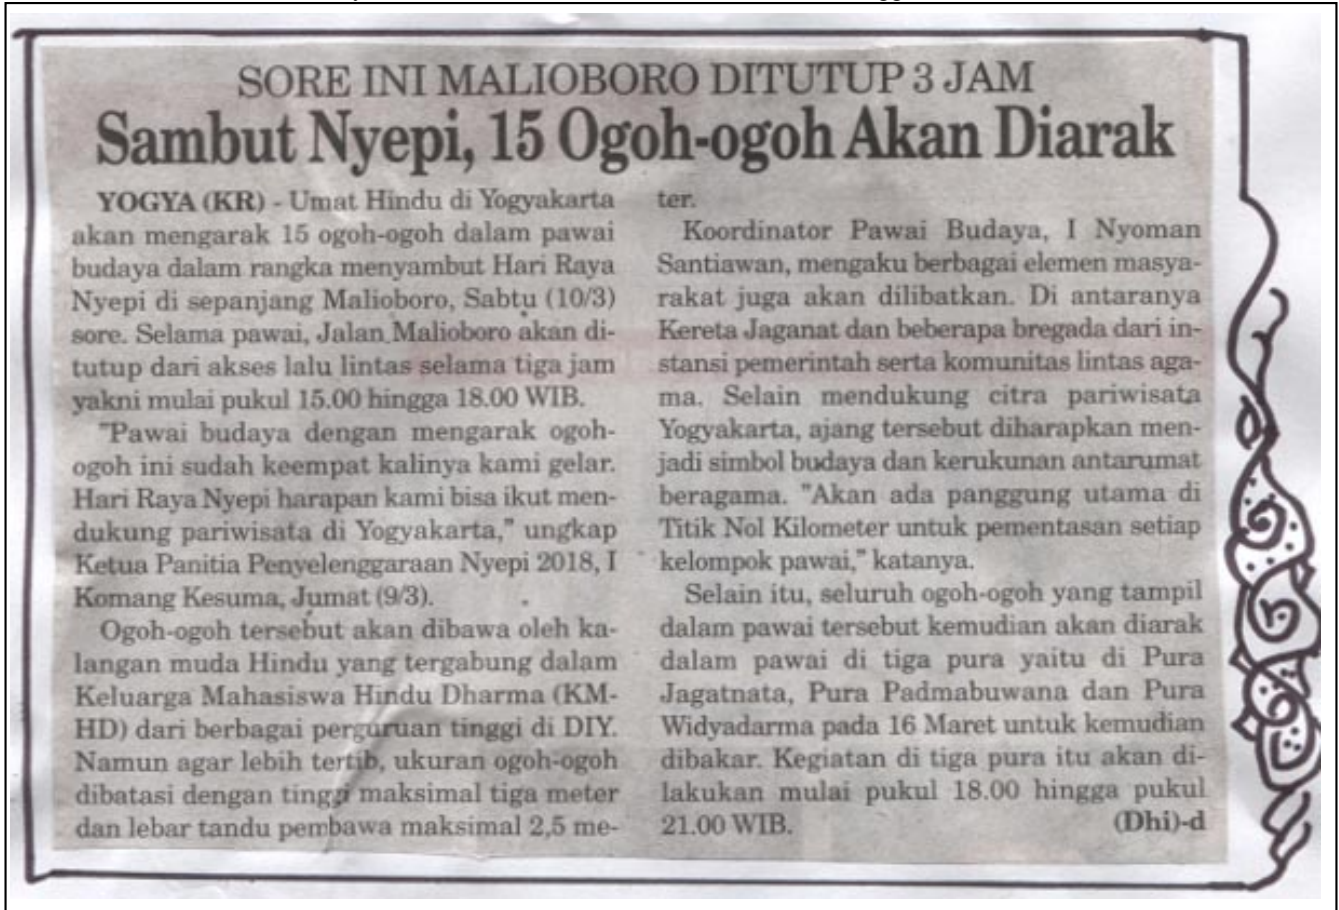 SORE INI MALIOBORO DITUTUP 3 JAM
Sambut Nyepi, 15 Ogoh-ogoh Akan Diarak
YOGYA (KR) - Umat Hindu di Yogyakarta
akan mengarak 15 ogoh-ogoh dalam pawai
budaya dalam rangka menyambut Hari Raya
Nyepi di sepanjang Malioboro, Sabtu (10/3)
sore. Selama pawai, Jalan Malioboro akan di-
tutup dari akses lalu lintas selama tiga jam
yakni mulai pukul 15.00 hingga 18.00 WIB.
"Pawai budaya dengan mengarak ogoh-
ogoh ini sudah keempat kalinya kami gelar.
Hari Raya Nyepi harapan kami bisa ikut men-
dukung pariwisata di Yogyakarta," ungkap
Ketua Panitia Penyelenggaraan Nyepi 2018, I
Komang Kesuma, Jumat (9/3).
Ogoh-ogoh tersebut akan dibawa oleh ka-
langan muda Hindu yang tergabung dalam
Keluarga Mahasiswa Hindu Dharma (KM-
HD) dari berbagai perguruan tinggi di DIY.
Namun agar lebih tertib, ukuran ogoh-ogoh
dibatasi dengan tinggi maksimal tiga meter
dan lebar tandu pembawa maksimal 2,5 me-
ter.
Koordinator Pawai Budaya, I Nyoman
Santiawan, mengaku berbagai elemen masya-
rakat juga akan dilibatkan. Di antaranya
Kereta Jaganat dan beberapa bregada dari in-
stansi pemerintah serta komunitas lintas aga-
ma. Selain mendukung citra pariwisata
Yogyakarta, ajang tersebut diharapkan men-
jadi simbol budaya dan kerukunan antarumat
beragama. "Akan ada panggung utama di
Titik Nol Kilometer untuk pementasan setiap
kelompok pawai," katanya.
Selain itu, seluruh ogoh-ogoh yang tampil
dalam pawai tersebut kemudian akan diarak
dalam pawai di tiga pura yaitu di Pura
Jagatnata, Pura Padmabuwana dan Pura
Widyadarma pada 16 Maret untuk kemudian
dibakar. Kegiatan di tiga pura itu akan di-
lakukan mulai pukul 18.00 hingga pukul
21.00 WIB. (Dhi)-d